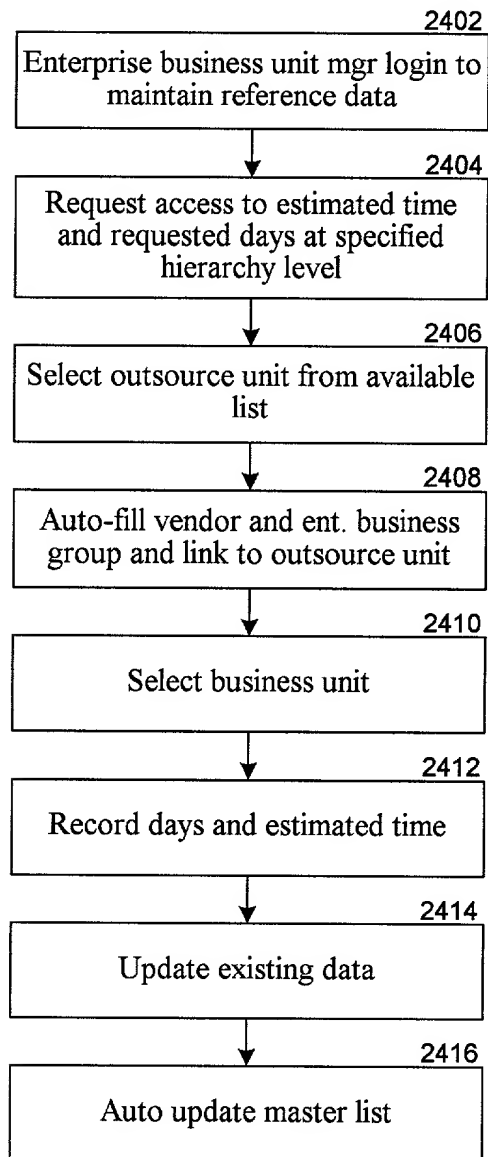 2402
Enterprise business unit mgr login to
maintain reference data
2404
Request access to estimated time
and requested days at specified
hierarchy level
2406
Select outsource unit from available
list
2408
Auto-fill vendor and ent. business
group and link to outsource unit
2410
Select business unit
2412
Record days and estimated time
2414
Update existing data
2416
Auto update master list